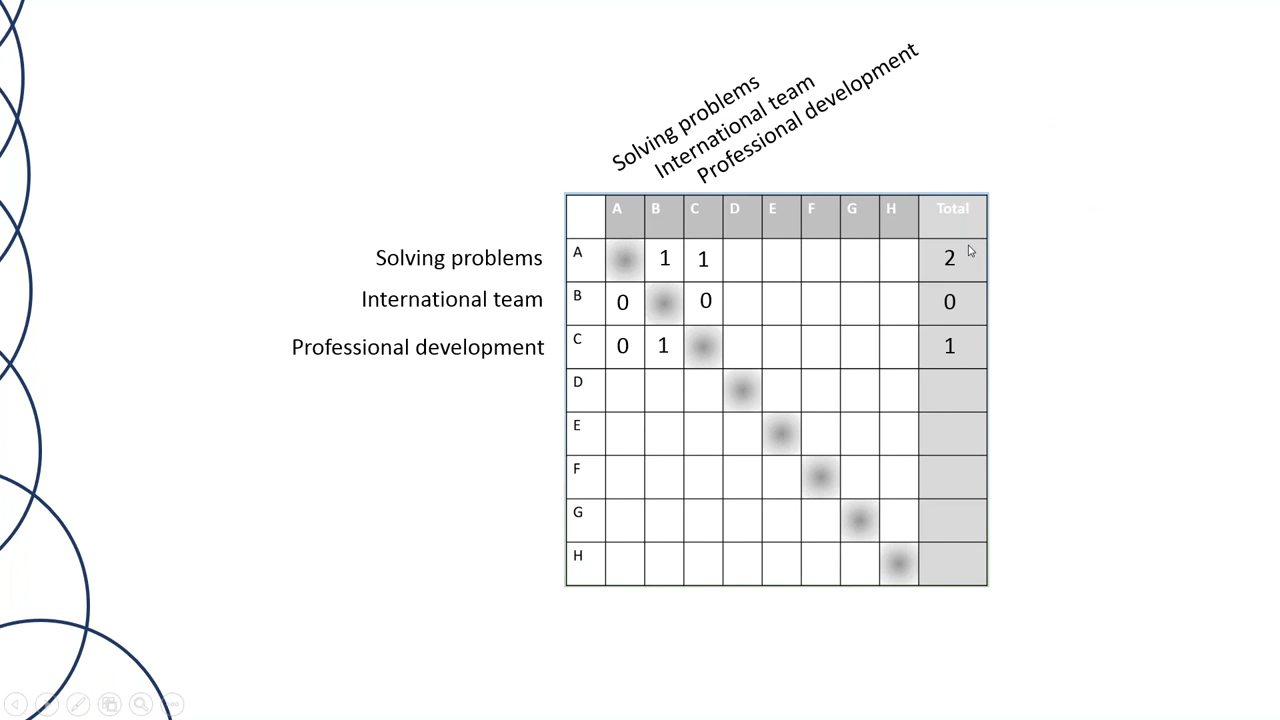 Solving problems
International team
Professional development
A B C D E F G H Total
Solving problems A 1 1 2
International team B 0 0 0
Professional development C 0 1 1
D
E
F
G
H